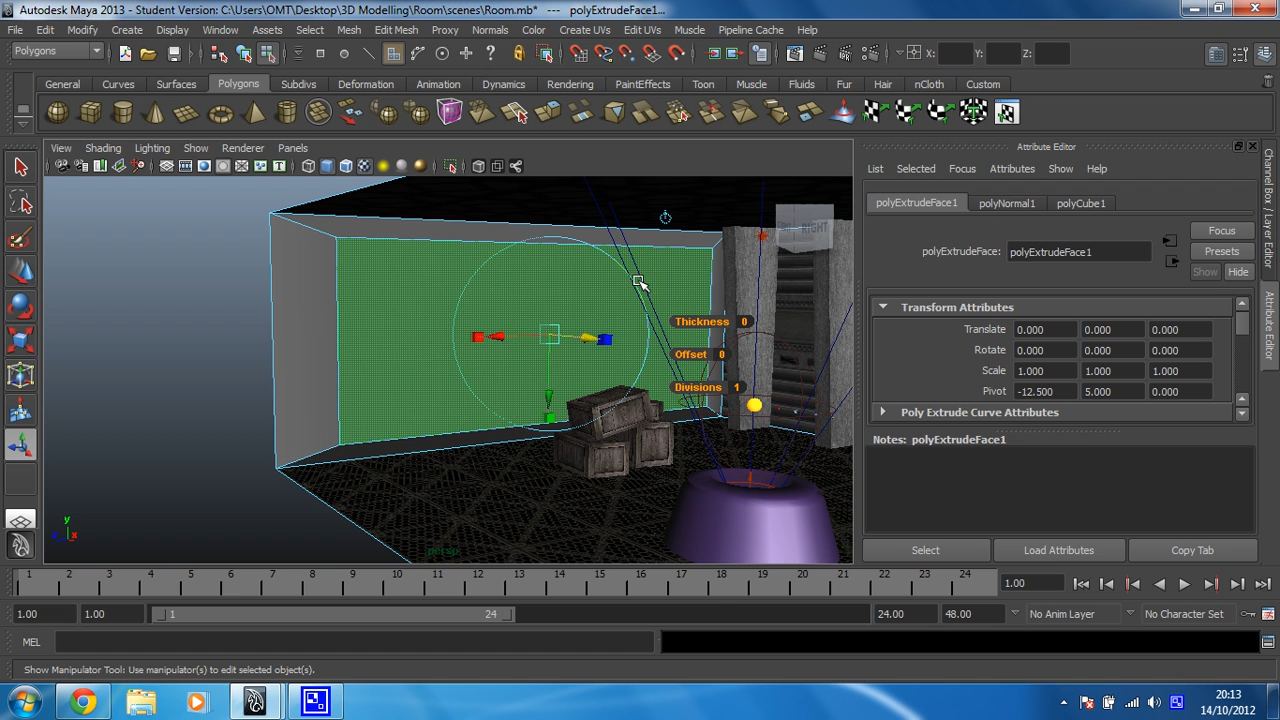 Autodesk Maya 2013 - Student Version: C:\Users\OMT\Desktop\3D Modelling\Room\scenes\Room.mb* --- polyExtrudeFace1...
File Edit Modify Create Display Window Assets Select Mesh Edit Mesh Proxy Normals Color Create UVs Edit UVs Muscle Pipeline Cache Help
Polygons X: Y: Z:
General Curves Surfaces Polygons Subdivs Deformation Animation Dynamics Rendering PaintEffects Toon Muscle Fluids Fur Hair nCloth Custom
View Shading Lighting Show Renderer Panels
Attribute Editor
List Selected Focus Attributes Show Help
polyExtrudeFace1 polyNormal1 polyCube1
Focus
polyExtrudeFace: polyExtrudeFace1 Presets
Show Hide
Transform Attributes
Translate 0.000 0.000 0.000
Rotate 0.000 0.000 0.000
Scale 1.000 1.000 1.000
Pivot -12.500 5.000 0.000
Poly Extrude Curve Attributes
Notes: polyExtrudeFace1
Select Load Attributes Copy Tab
Channel Box / Layer Editor
Attribute Editor
RIGHT
Thickness 0
Offset 0
Divisions 1
y
x
persp
1 2 3 4 5 6 7 8 9 10 11 12 13 14 15 16 17 18 19 20 21 22 23 24 1.00
1.00 1.00 1 24 24.00 48.00 No Anim Layer No Character Set
MEL
Show Manipulator Tool: Use manipulator(s) to edit selected object(s).
20:13
14/10/2012